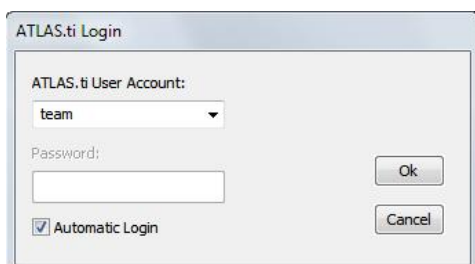 ATLAS.ti Login
ATLAS.ti User Account:
team
Password:
Ok
Automatic Login
Cancel